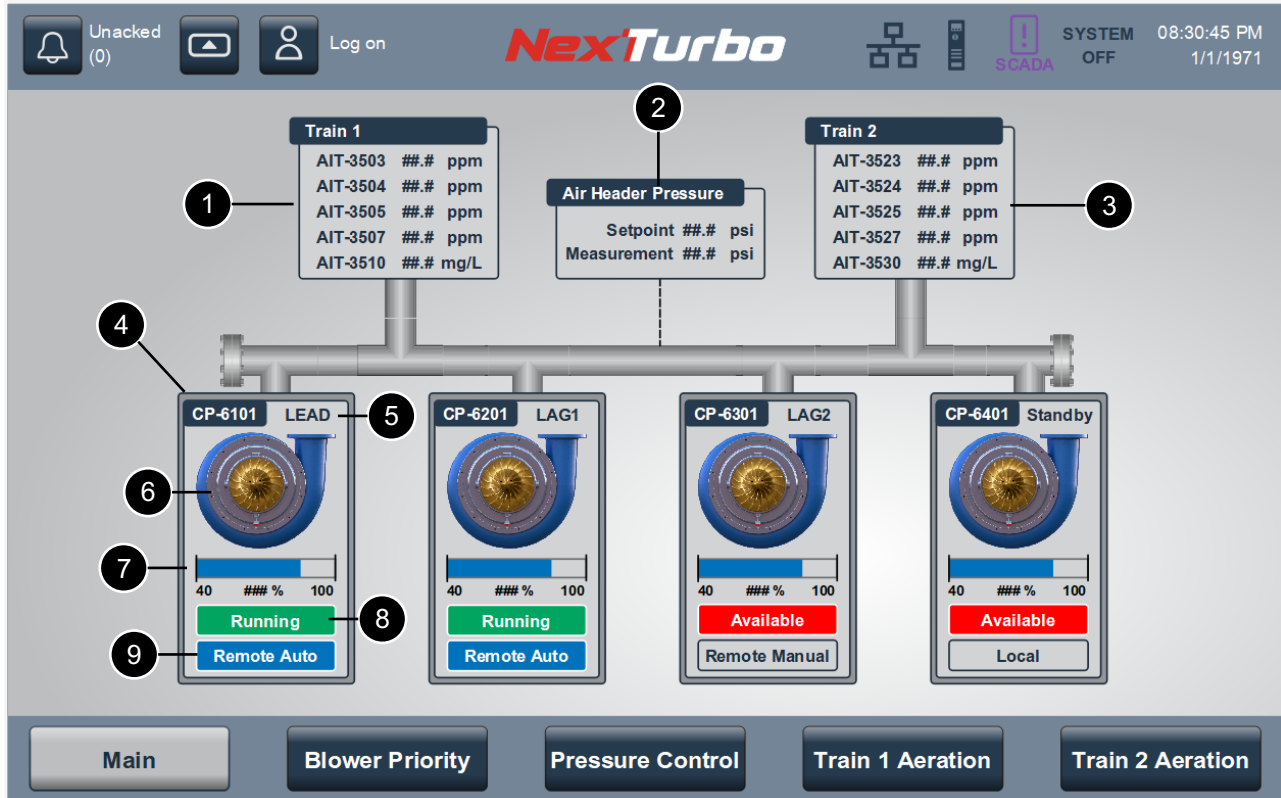 Unacked
(0)
Log on
NexTurbo
SCADA
SYSTEM
OFF
08:30:45 PM
1/1/1971
2
Train 1
AIT-3503 ##.# ppm
AIT-3504 ##.# ppm
AIT-3505 ##.# ppm
AIT-3507 ##.# ppm
AIT-3510 ##.# mg/L
1
Air Header Pressure
Setpoint ##.# psi
Measurement ##.# psi
Train 2
AIT-3523 ##.# ppm
AIT-3524 ##.# ppm
AIT-3525 ##.# ppm
AIT-3527 ##.# ppm
AIT-3530 ##.# mg/L
3
4
CP-6101 LEAD
5
6
7
40 ### % 100
Running
8
9
Remote Auto
CP-6201 LAG1
40 ### % 100
Running
Remote Auto
CP-6301 LAG2
40 ### % 100
Available
Remote Manual
CP-6401 Standby
40 ### % 100
Available
Local
Main
Blower Priority
Pressure Control
Train 1 Aeration
Train 2 Aeration